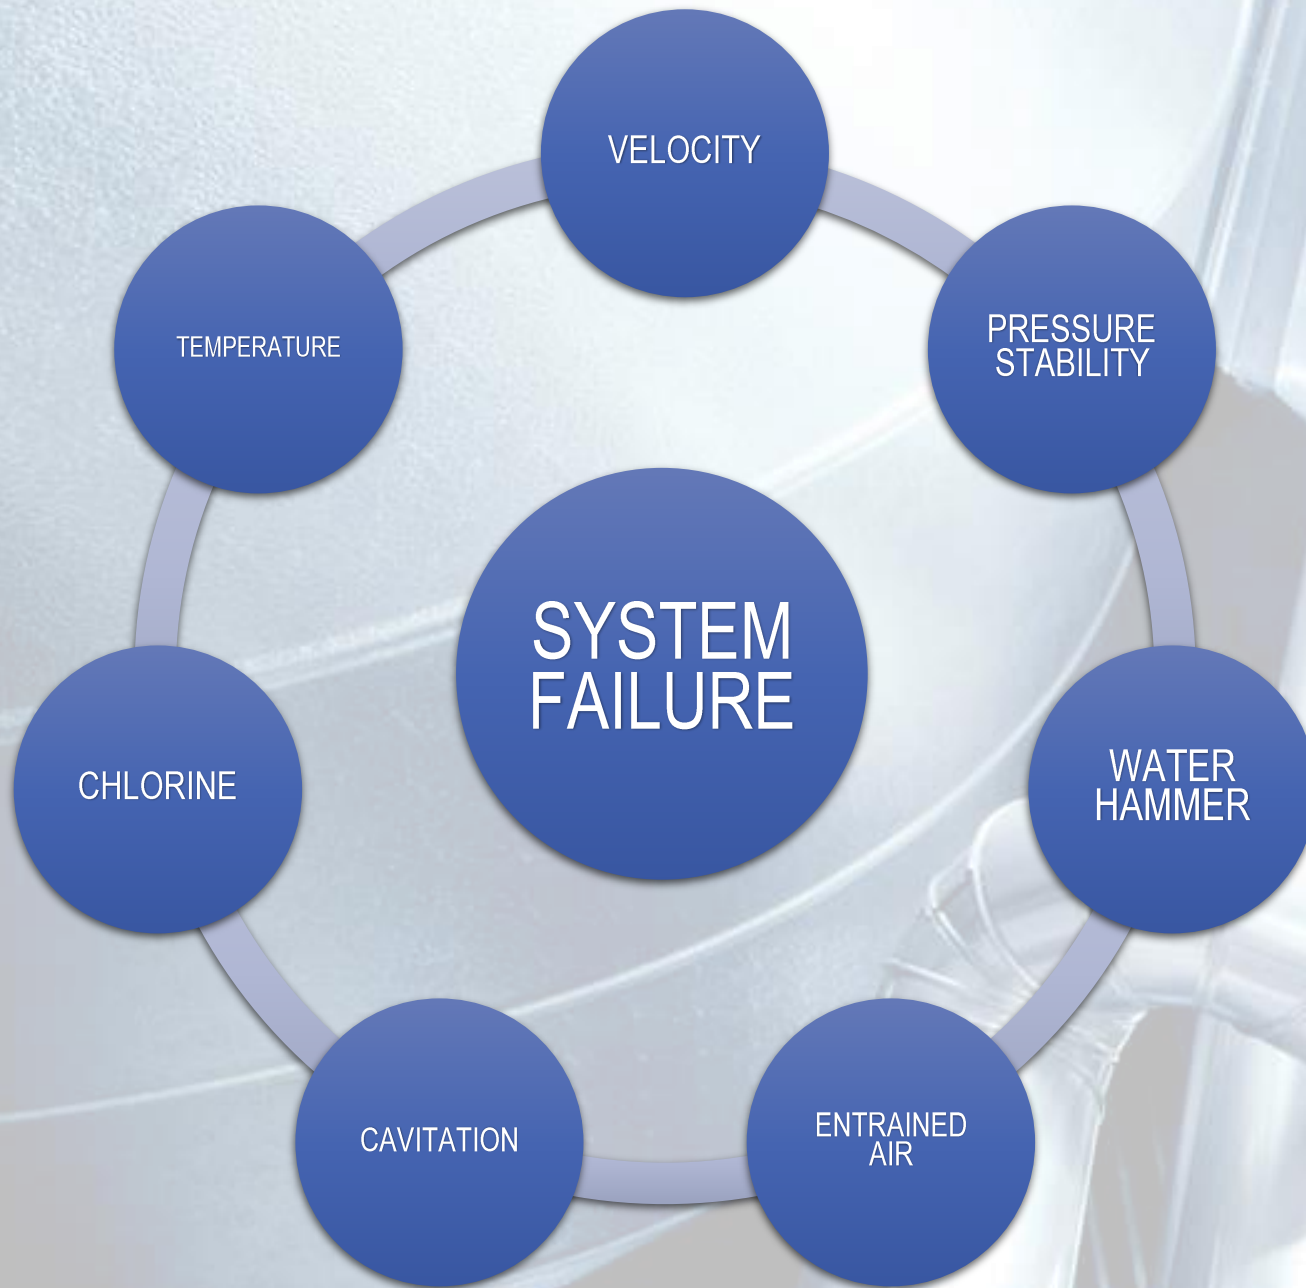 VELOCITY
PRESSURE
STABILITY
WATER
HAMMER
ENTRAINED
AIR
CAVITATION
CHLORINE
TEMPERATURE
SYSTEM
FAILURE